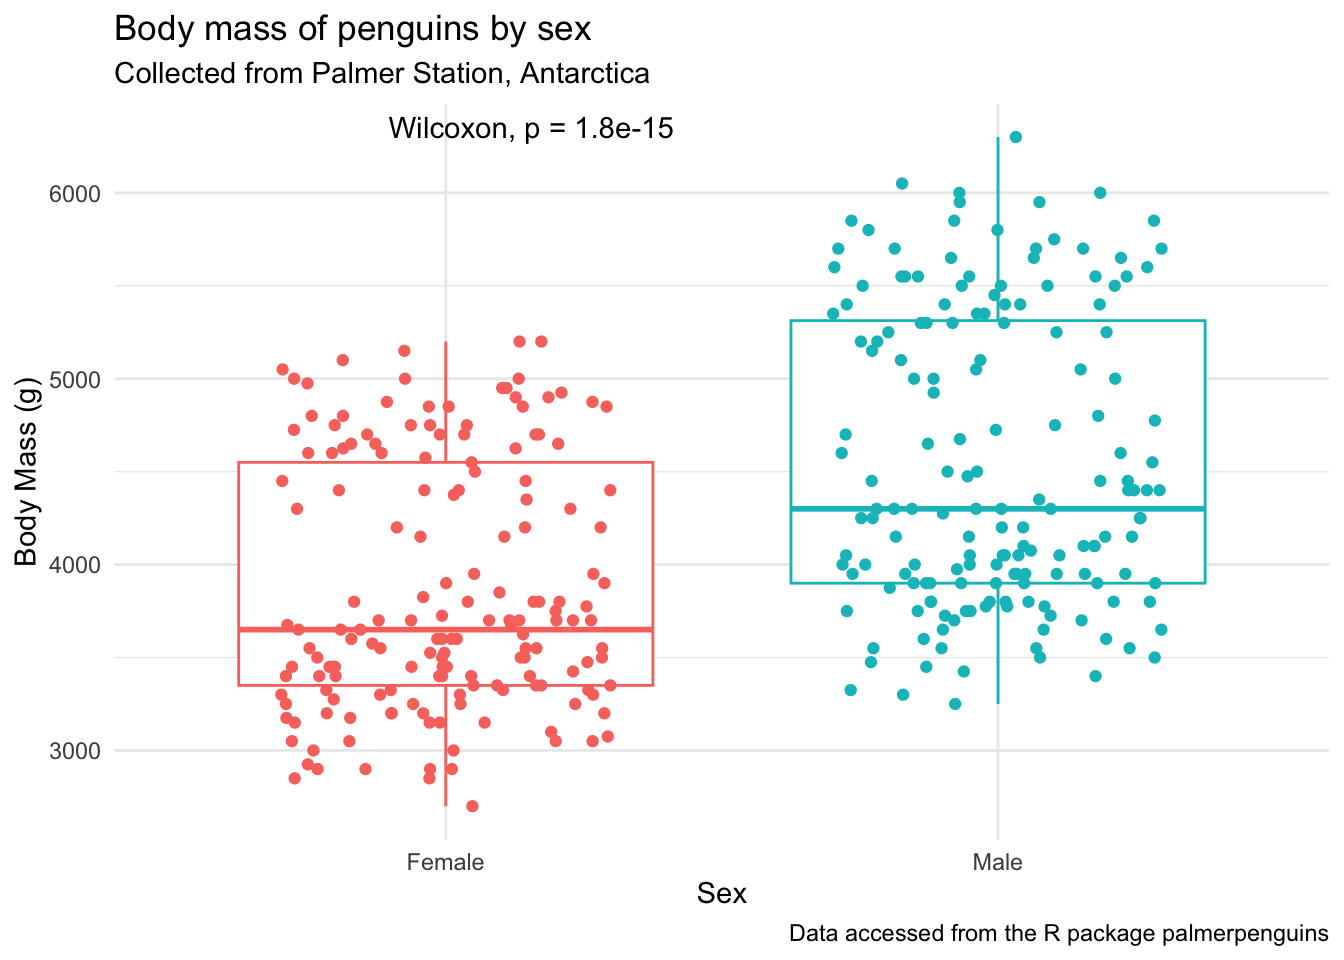 Body mass of penguins by sex
Collected from Palmer Station, Antarctica
Wilcoxon, p = 1.8e-15
Body Mass (g)
6000
5000
4000
3000
Female Male
Sex
Data accessed from the R package palmerpenguins